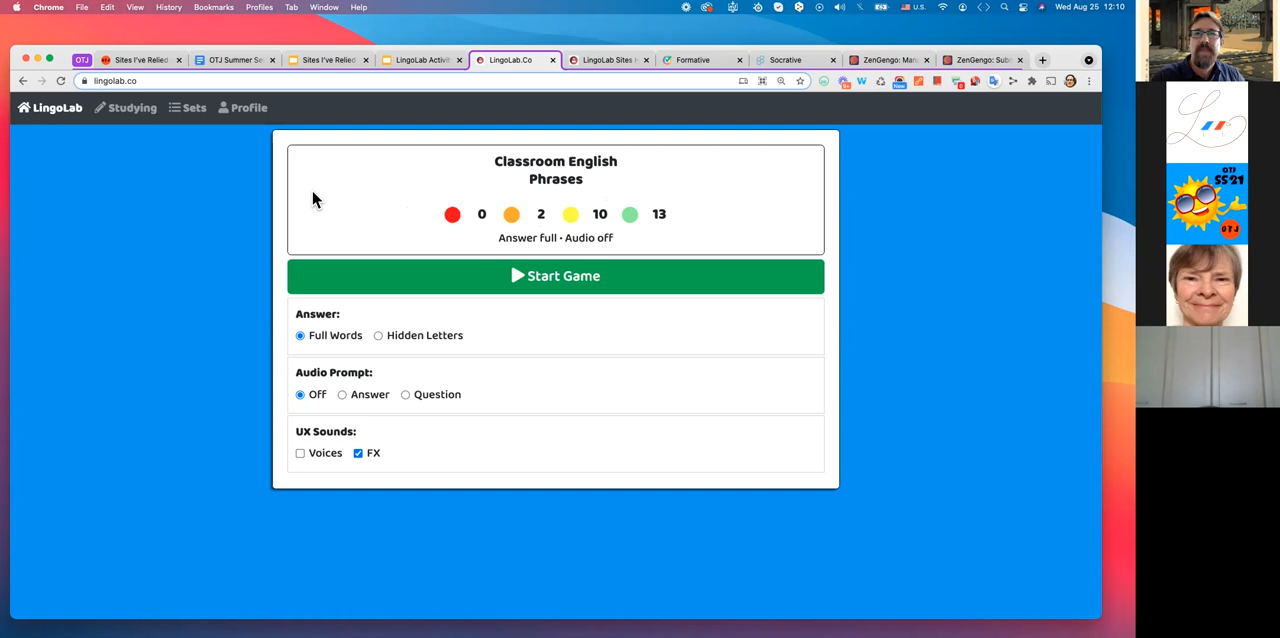 Chrome File Edit View History Bookmarks Profiles Tab Window Help U.S. Wed Aug 25 12:10
OTJ Sites I've Relied OTJ Summer Se Sites I've Relied LingoLab Activit LingoLab.Co LingoLab Sites Formative Socrative ZenGengo: Man ZenGengo: Sub
lingolab.co
New
LingoLab Studying Sets Profile
Classroom English
Phrases
0 2 10 13
Answer full · Audio off
Start Game
Answer:
Full Words Hidden Letters
Audio Prompt:
Off Answer Question
UX Sounds:
Voices FX
OTJ
SS21
OTJ